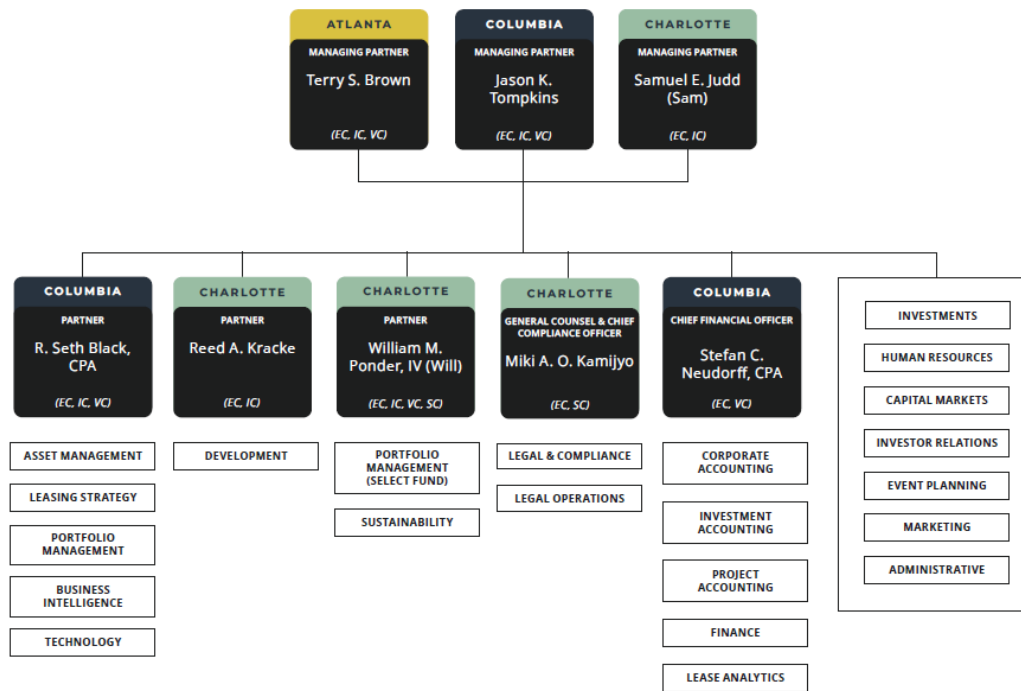 ATLANTA
MANAGING PARTNER
Terry S. Brown
(EC, IC, VC)
COLUMBIA
MANAGING PARTNER
Jason K.
Tompkins
(EC, IC, VC)
CHARLOTTE
MANAGING PARTNER
Samuel E. Judd
(Sam)
(EC, IC)
COLUMBIA
PARTNER
R. Seth Black,
CPA
(EC, IC, VC)
ASSET MANAGEMENT
LEASING STRATEGY
PORTFOLIO
MANAGEMENT
BUSINESS
INTELLIGENCE
TECHNOLOGY
CHARLOTTE
PARTNER
Reed A. Kracke
(EC, IC)
DEVELOPMENT
CHARLOTTE
PARTNER
William M.
Ponder, IV (Will)
(EC, IC, VC, SC)
PORTFOLIO
MANAGEMENT
(SELECT FUND)
SUSTAINABILITY
CHARLOTTE
GENERAL COUNSEL & CHIEF
COMPLIANCE OFFICER
Miki A. O. Kamijyo
(EC, SC)
LEGAL & COMPLIANCE
LEGAL OPERATIONS
COLUMBIA
CHIEF FINANCIAL OFFICER
Stefan C.
Neudorff, CPA
(EC, VC)
CORPORATE
ACCOUNTING
INVESTMENT
ACCOUNTING
PROJECT
ACCOUNTING
FINANCE
LEASE ANALYTICS
INVESTMENTS
HUMAN RESOURCES
CAPITAL MARKETS
INVESTOR RELATIONS
EVENT PLANNING
MARKETING
ADMINISTRATIVE